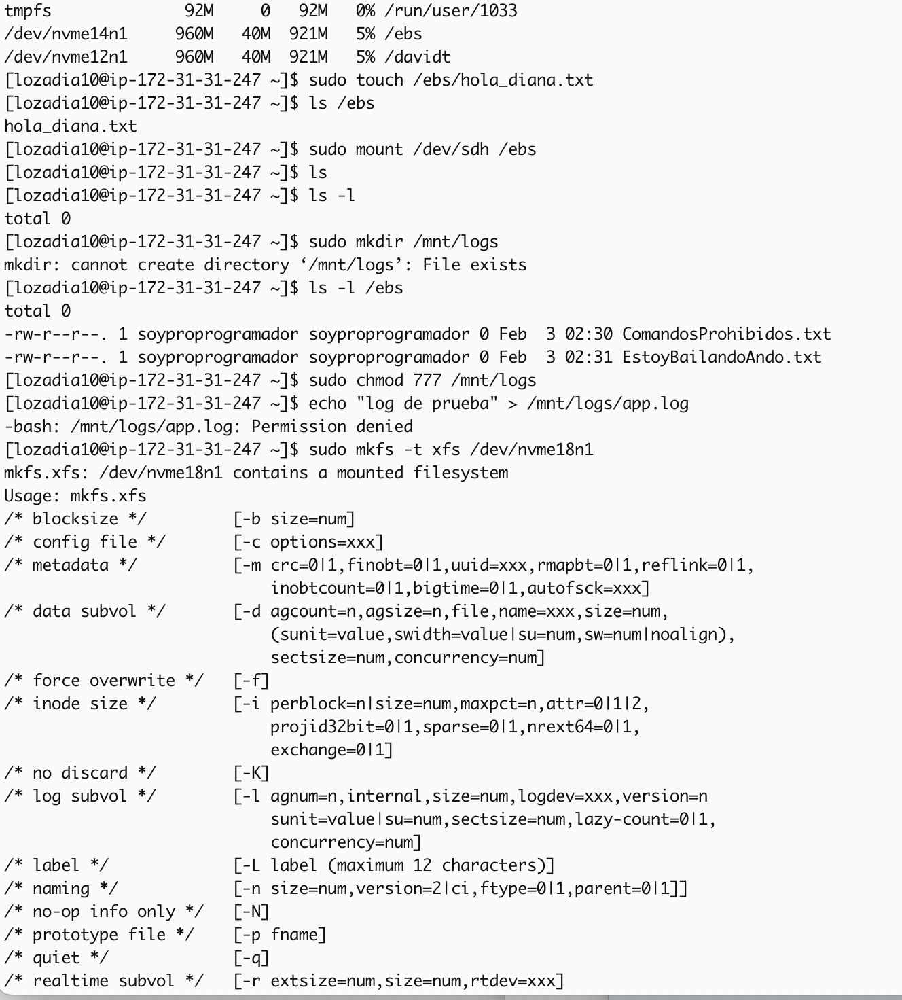 tmpfs 92M 0 92M 0% /run/user/1033
/dev/nvme14n1 960M 40M 921M 5% /ebs
/dev/nvme12n1 960M 40M 921M 5% /davidt
[lozadia10@ip-172-31-31-247 ~]$ sudo touch /ebs/hola_diana.txt
[lozadia10@ip-172-31-31-247 ~]$ ls /ebs
hola_diana.txt
[lozadia10@ip-172-31-31-247 ~]$ sudo mount /dev/sdh /ebs
[lozadia10@ip-172-31-31-247 ~]$ ls
[lozadia10@ip-172-31-31-247 ~]$ ls -l
total 0
[lozadia10@ip-172-31-31-247 ~]$ sudo mkdir /mnt/logs
mkdir: cannot create directory ‘/mnt/logs’: File exists
[lozadia10@ip-172-31-31-247 ~]$ ls -l /ebs
total 0
-rw-r--r--. 1 soyproprogramador soyproprogramador 0 Feb  3 02:30 ComandosProhibidos.txt
-rw-r--r--. 1 soyproprogramador soyproprogramador 0 Feb  3 02:31 EstoyBailandoAndo.txt
[lozadia10@ip-172-31-31-247 ~]$ sudo chmod 777 /mnt/logs
[lozadia10@ip-172-31-31-247 ~]$ echo "log de prueba" > /mnt/logs/app.log
-bash: /mnt/logs/app.log: Permission denied
[lozadia10@ip-172-31-31-247 ~]$ sudo mkfs -t xfs /dev/nvme18n1
mkfs.xfs: /dev/nvme18n1 contains a mounted filesystem
Usage: mkfs.xfs
/* blocksize */ [-b size=num]
/* config file */ [-c options=xxx]
/* metadata */ [-m crc=0|1,finobt=0|1,uuid=xxx,rmapbt=0|1,reflink=0|1,
inobtcount=0|1,bigtime=0|1,autofsck=xxx]
/* data subvol */ [-d agcount=n,agsize=n,file,name=xxx,size=num,
(sunit=value,swidth=value|su=num,sw=num|noalign),
sectsize=num,concurrency=num]
/* force overwrite */ [-f]
/* inode size */ [-i perblock=n|size=num,maxpct=n,attr=0|1|2,
projid32bit=0|1,sparse=0|1,nrext64=0|1,
exchange=0|1]
/* no discard */ [-K]
/* log subvol */ [-l agnum=n,internal,size=num,logdev=xxx,version=n
sunit=value|su=num,sectsize=num,lazy-count=0|1,
concurrency=num]
/* label */ [-L label (maximum 12 characters)]
/* naming */ [-n size=num,version=2|ci,ftype=0|1,parent=0|1]]
/* no-op info only */ [-N]
/* prototype file */ [-p fname]
/* quiet */ [-q]
/* realtime subvol */ [-r extsize=num,size=num,rtdev=xxx]